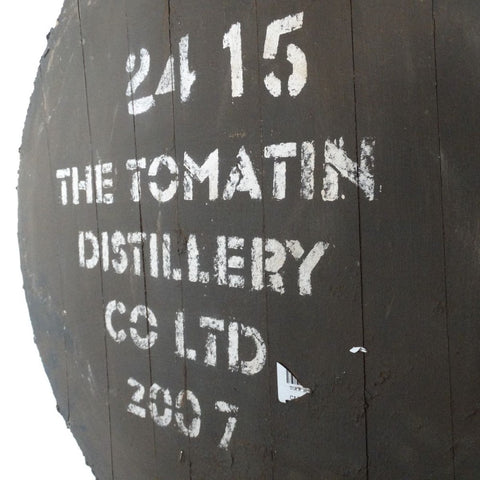 24 15
THE TOMATIN
DISTILLERY
CO LTD
2007